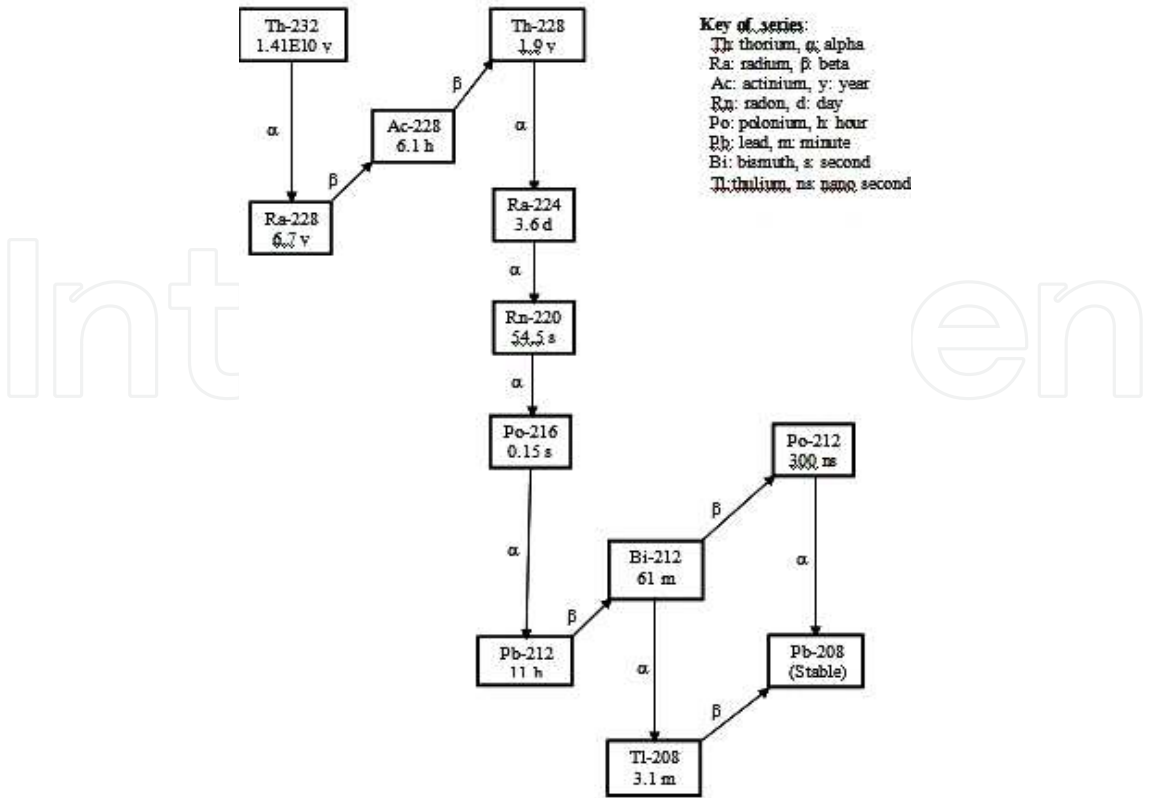 Th-232
1.41E10 y
Th-228
1.9 y
Key of series:
Th: thorium, α: alpha
Ra: radium, β: beta
Ac: actinium, y: year
Rn: radon, d: day
Po: polonium, h: hour
Pb: lead, m: minute
Bi: bismuth, s: second
Tl:thulium, ns: nano second
β
α
Ac-228
6.1 h
α
β
Ra-228
6.7 y
Ra-224
3.6 d
α
Rn-220
54.5 s
α
Po-216
0.15 s
Po-212
300 ns
β
α
Bi-212
61 m
α
β
Pb-212
11 h
α
Pb-208
(Stable)
β
Tl-208
3.1 m
Int
en